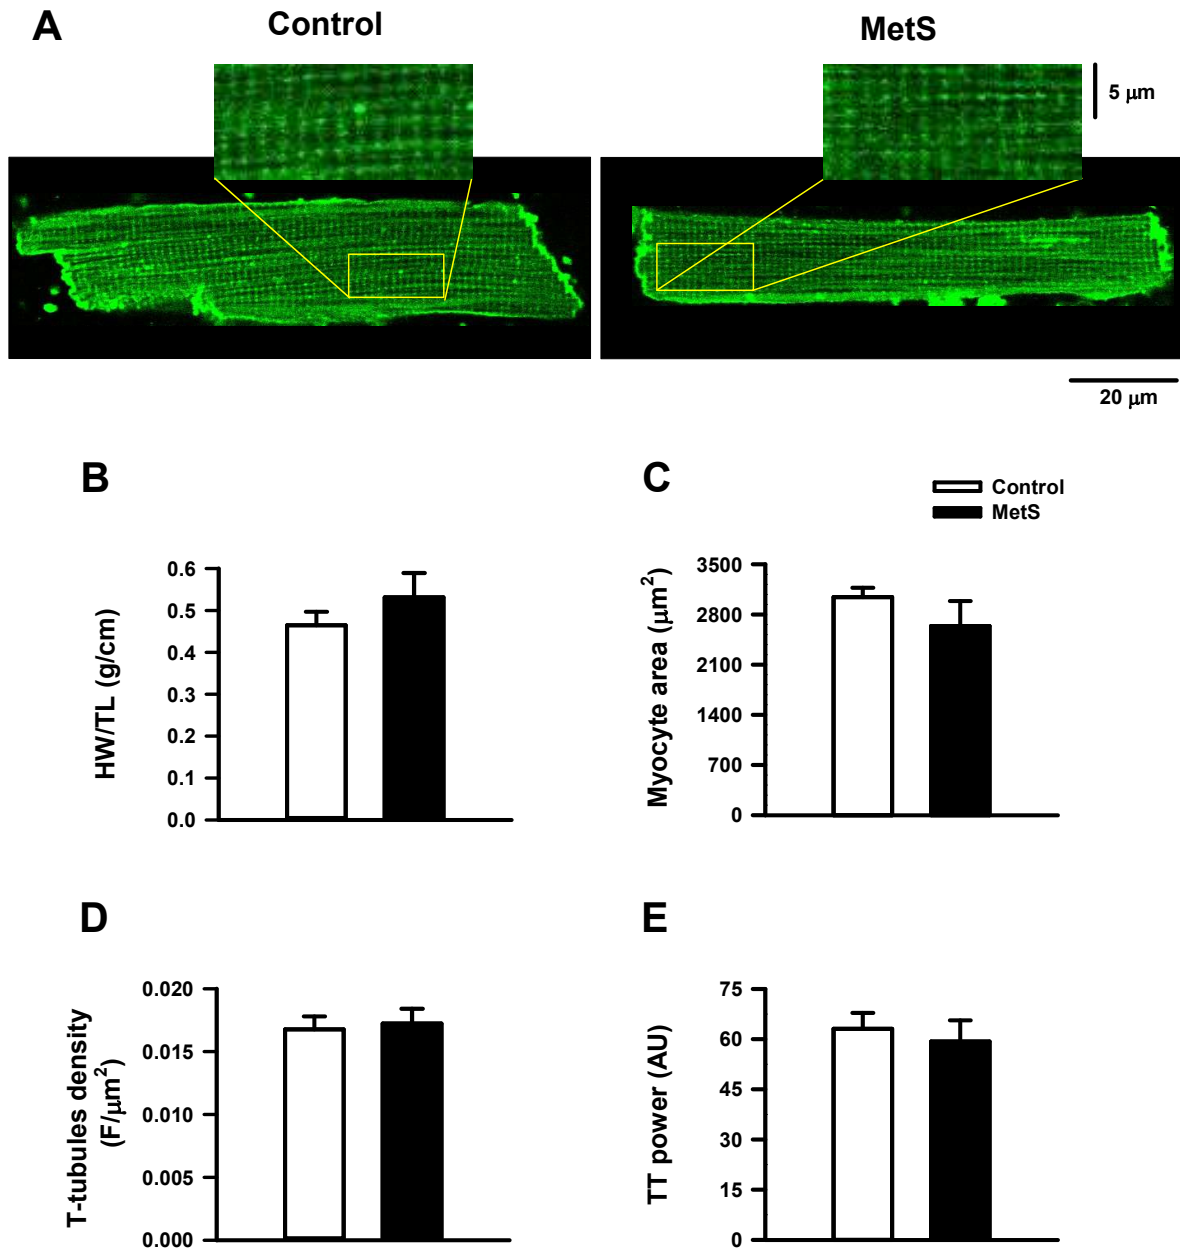 A
Control
MetS
5 μm
20 μm
B
HW/TL (g/cm)
0.6
0.5
0.4
0.3
0.2
0.1
0.0
C
Control
MetS
Myocyte area (μm²)
3500
2800
2100
1400
700
0
D
T-tubules density
(F/μm²)
0.020
0.015
0.010
0.005
0.000
E
TT power (AU)
75
60
45
30
15
0